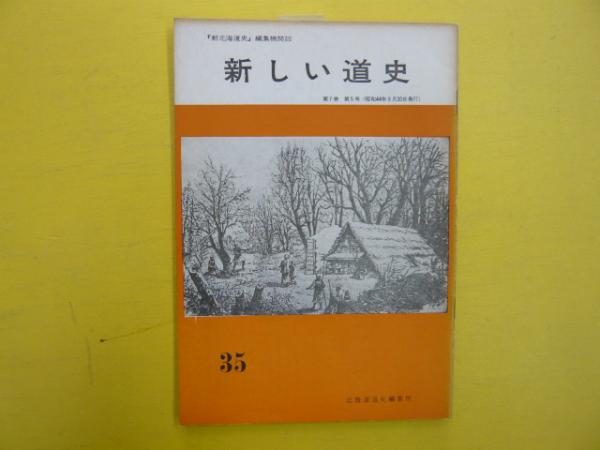 『新北海道史』編集機関誌
新しい道史
第7巻 第5号 (昭和44年9月30日発行)
35
北海道道史編集所